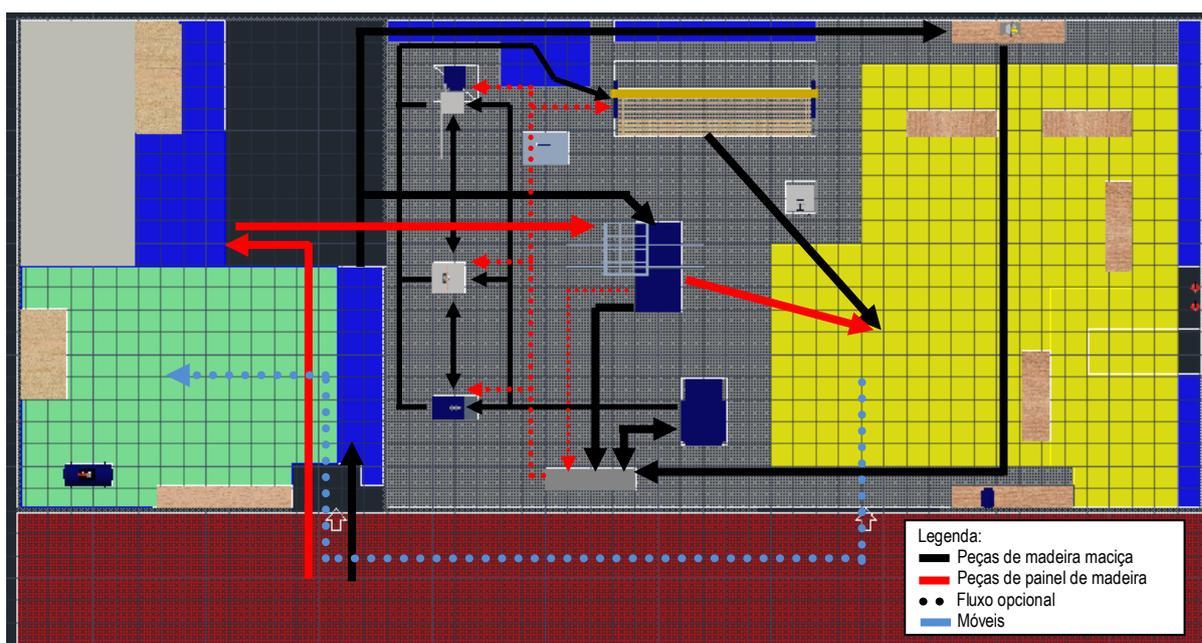 Legenda:
Peças de madeira maciça
Peças de painel de madeira
Fluxo opcional
Móveis